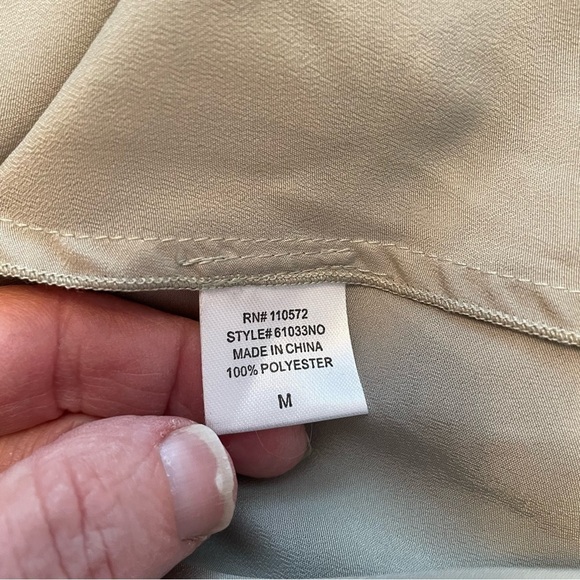 RN# 110572
STYLE# 61033NO
MADE IN CHINA
100% POLYESTER
M